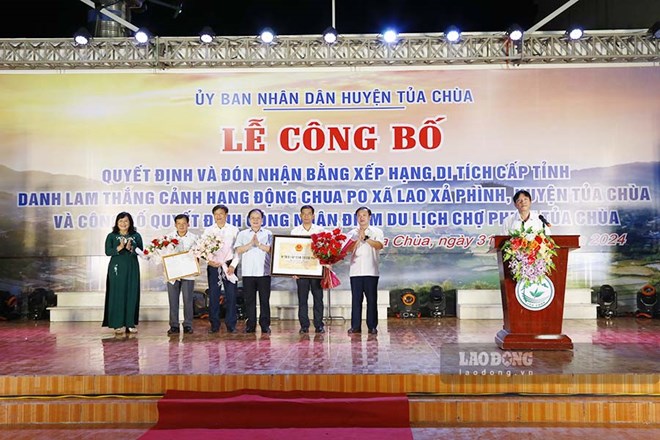 ỦY BAN NHÂN DÂN HUYỆN TỦA CHÙA
LỄ CÔNG BỐ
QUYẾT ĐỊNH VÀ ĐÓN NHẬN BẰNG XẾP HẠNG DI TÍCH CẤP TỈNH
DANH LAM THẮNG CẢNH HANG ĐỘNG CHUA PO XÃ LAO XẢ PHÌNH, HUYỆN TỦA CHÙA
VÀ CÔNG BỐ QUYẾT ĐỊNH CÔNG NHẬN ĐIỂM DU LỊCH CHỢ TỦA CHÙA
Chùa, ngày 2024
LAO ĐỘNG
laodong.vn